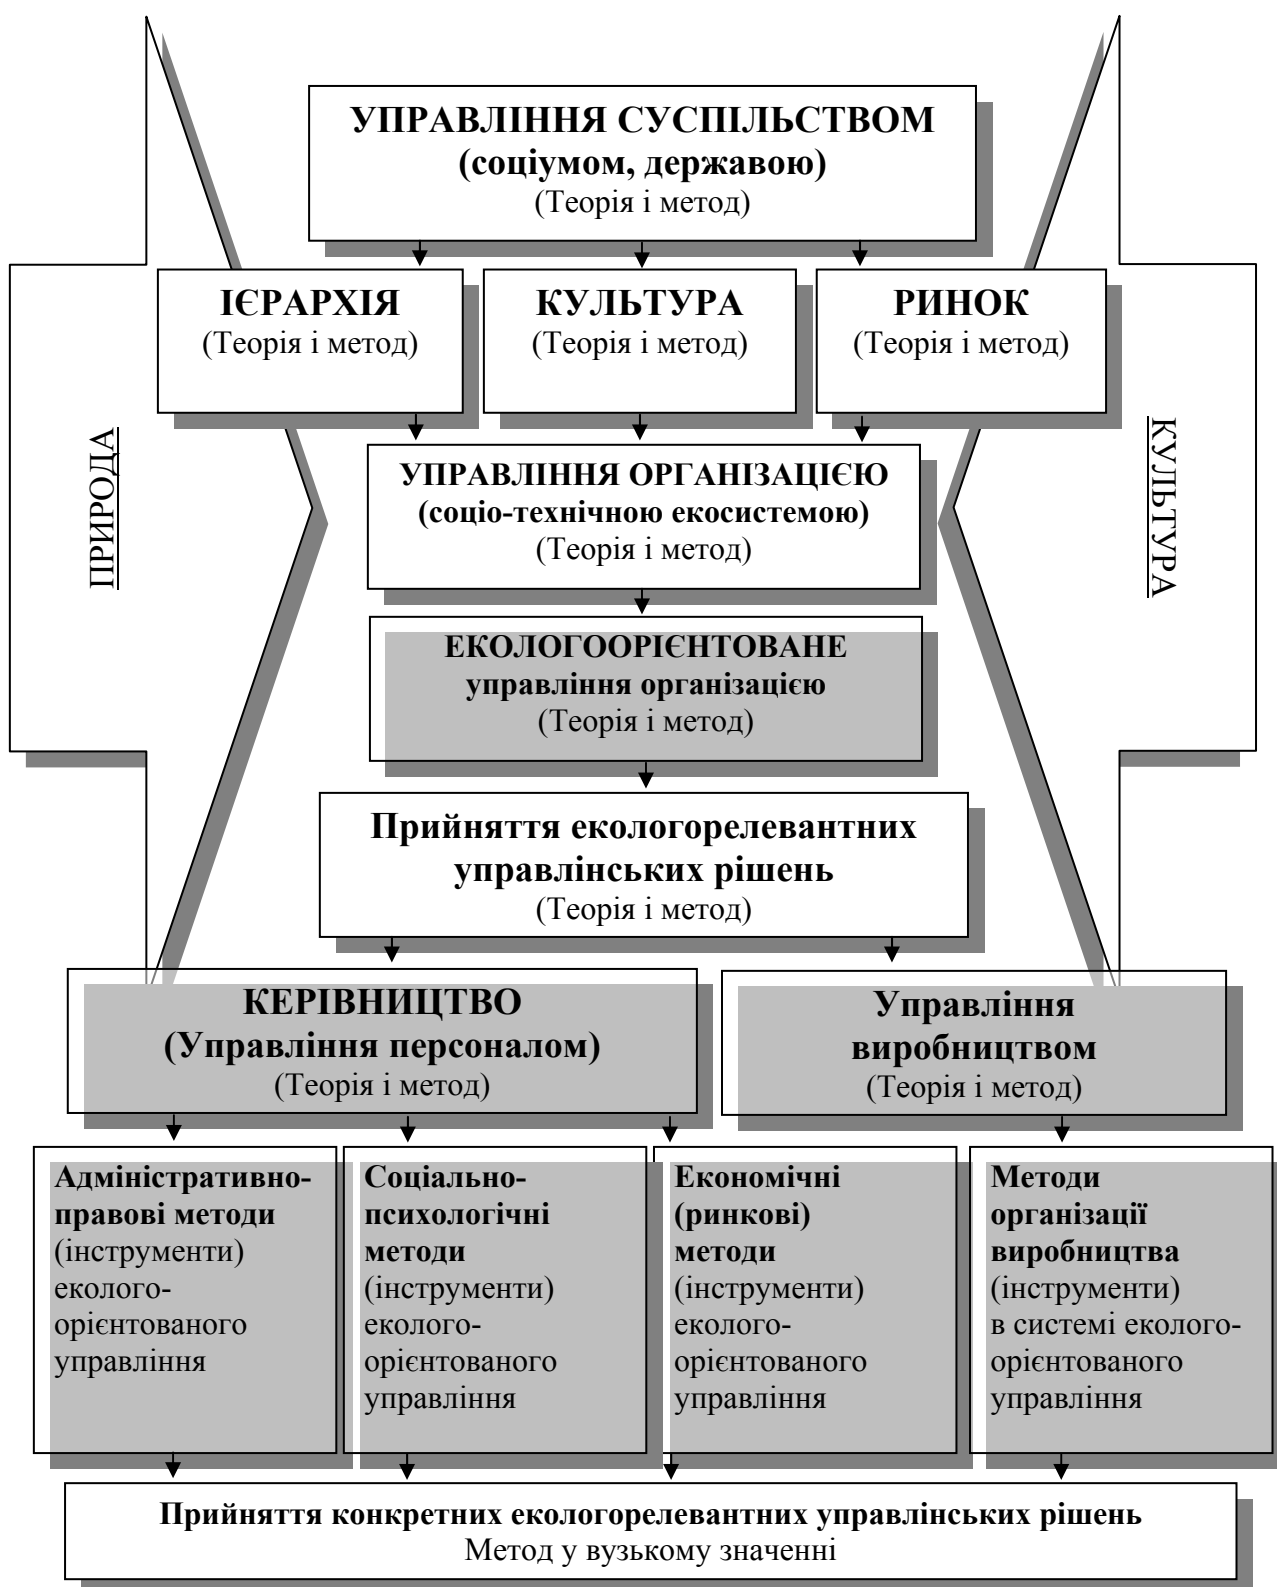 УПРАВЛІННЯ СУСПІЛЬСТВОМ
(соціумом, державою)
(Теорія і метод)
ІЄРАРХІЯ
(Теорія і метод)
КУЛЬТУРА
(Теорія і метод)
РИНОК
(Теорія і метод)
ПРИРОДА
КУЛЬТУРА
УПРАВЛІННЯ ОРГАНІЗАЦІЄЮ
(соціо-технічною екосистемою)
(Теорія і метод)
ЕКОЛОГООРІЄНТОВАНЕ
управління організацією
(Теорія і метод)
Прийняття екологорелевантних
управлінських рішень
(Теорія і метод)
КЕРІВНИЦТВО
(Управління персоналом)
(Теорія і метод)
Управління
виробництвом
(Теорія і метод)
Адміністративно-
правові методи
(інструменти)
еколого-
орієнтованого
управління
Соціально-
психологічні
методи
(інструменти)
еколого-
орієнтованого
управління
Економічні
(ринкові)
методи
(інструменти)
еколого-
орієнтованого
управління
Методи
організації
виробництва
(інструменти)
в системі еколого-
орієнтованого
управління
Прийняття конкретних екологорелевантних управлінських рішень
Метод у вузькому значенні